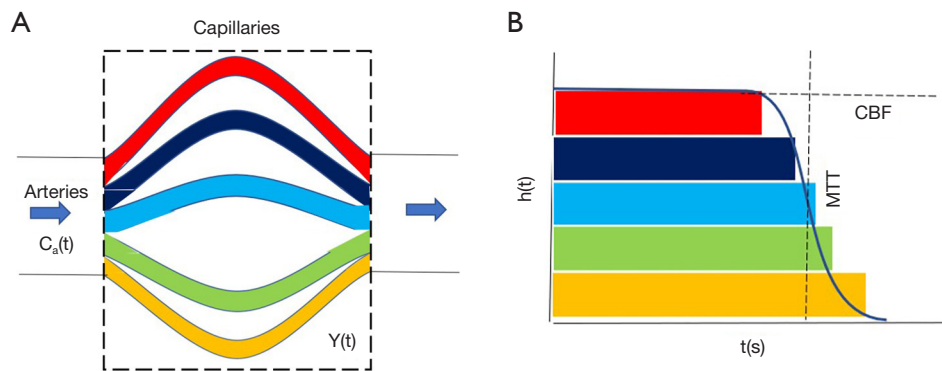 A
Capillaries
Arteries
Cₐ(t)
Y(t)
B
h(t)
CBF
MTT
t(s)